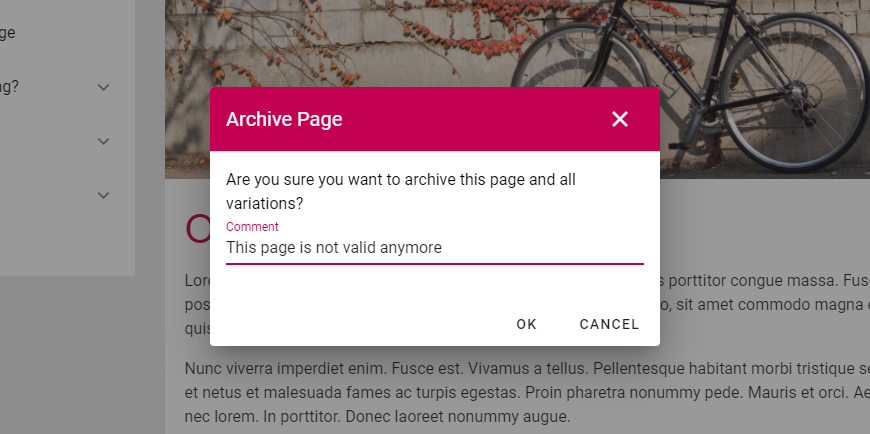 ge
g?
Archive Page
Are you sure you want to archive this page and all
variations?
Comment
This page is not valid anymore
OK
CANCEL
porttitor congue massa. Fus
sit amet commodo magna
quis
Nunc viverra imperdiet enim. Fusce est. Vivamus a tellus. Pellentesque habitant morbi tristique se
et netus et malesuada fames ac turpis egestas. Proin pharetra nonummy pede. Mauris et orci. Ae
nec lorem. In porttitor. Donec laoreet nonummy augue.